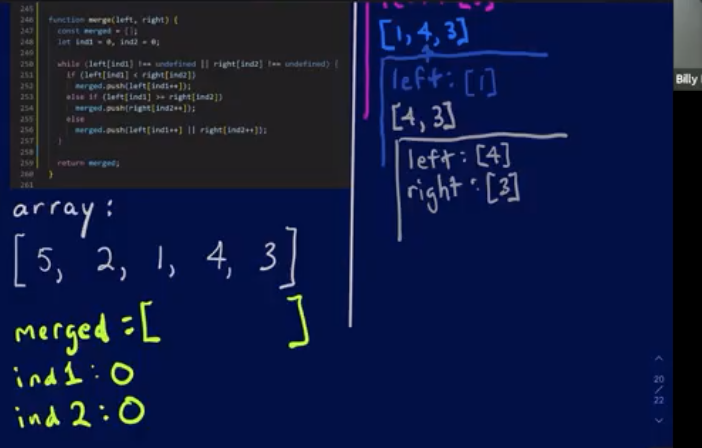 245
246 function merge(left, right) {
247 const merged = [];
248 let ind1 = 0, ind2 = 0;
249
250 while (left[ind1] !== undefined || right[ind2] !== undefined) {
251 if (left[ind1] < right[ind2])
252 merged.push(left[ind1++]);
253 else if (left[ind1] >= right[ind2])
254 merged.push(right[ind2++]);
255 else
256 merged.push(left[ind1++] || right[ind2++]);
257 }
258
259 return merged;
260 }
261
array:
[5, 2, 1, 4, 3]
merged = [ ]
ind1: 0
ind2: 0
[1, 4, 3]
left: [1]
[4, 3]
left: [4]
right: [3]
Billy
20
/
22